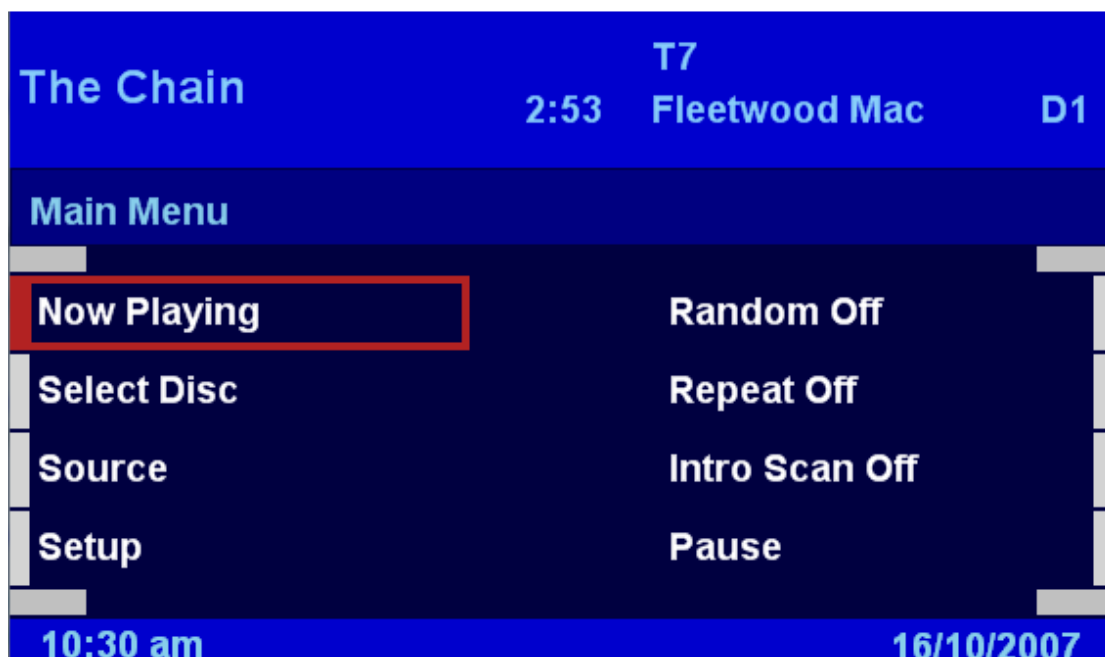 The Chain
T7
2:53 Fleetwood Mac D1
Main Menu
Now Playing Random Off
Select Disc Repeat Off
Source Intro Scan Off
Setup Pause
10:30 am 16/10/2007